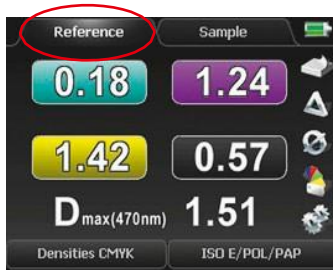 Reference Sample
0.18 1.24
1.42 0.57
Dmax(470nm) 1.51
Densities CMYK ISO E/POL/PAP